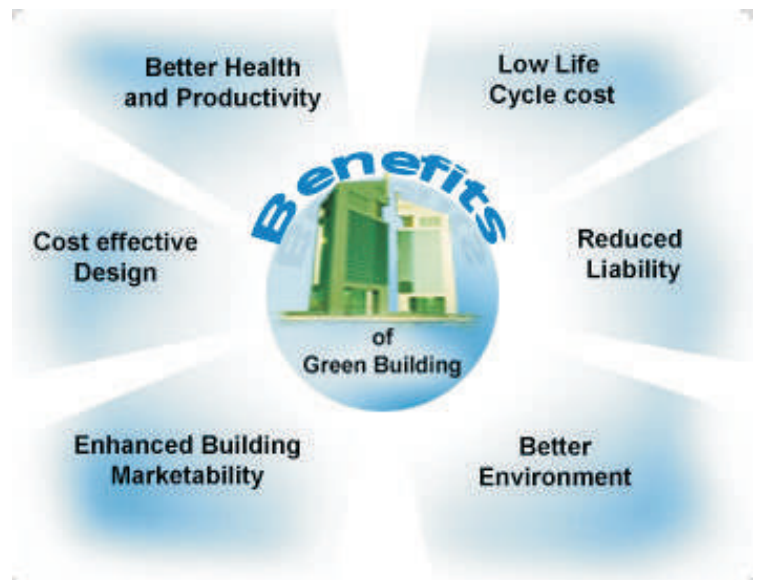 Better Health
and Productivity
Low Life
Cycle cost
Benefits
Cost effective
Design
Reduced
Liability
of
Green Building
Enhanced Building
Marketability
Better
Environment